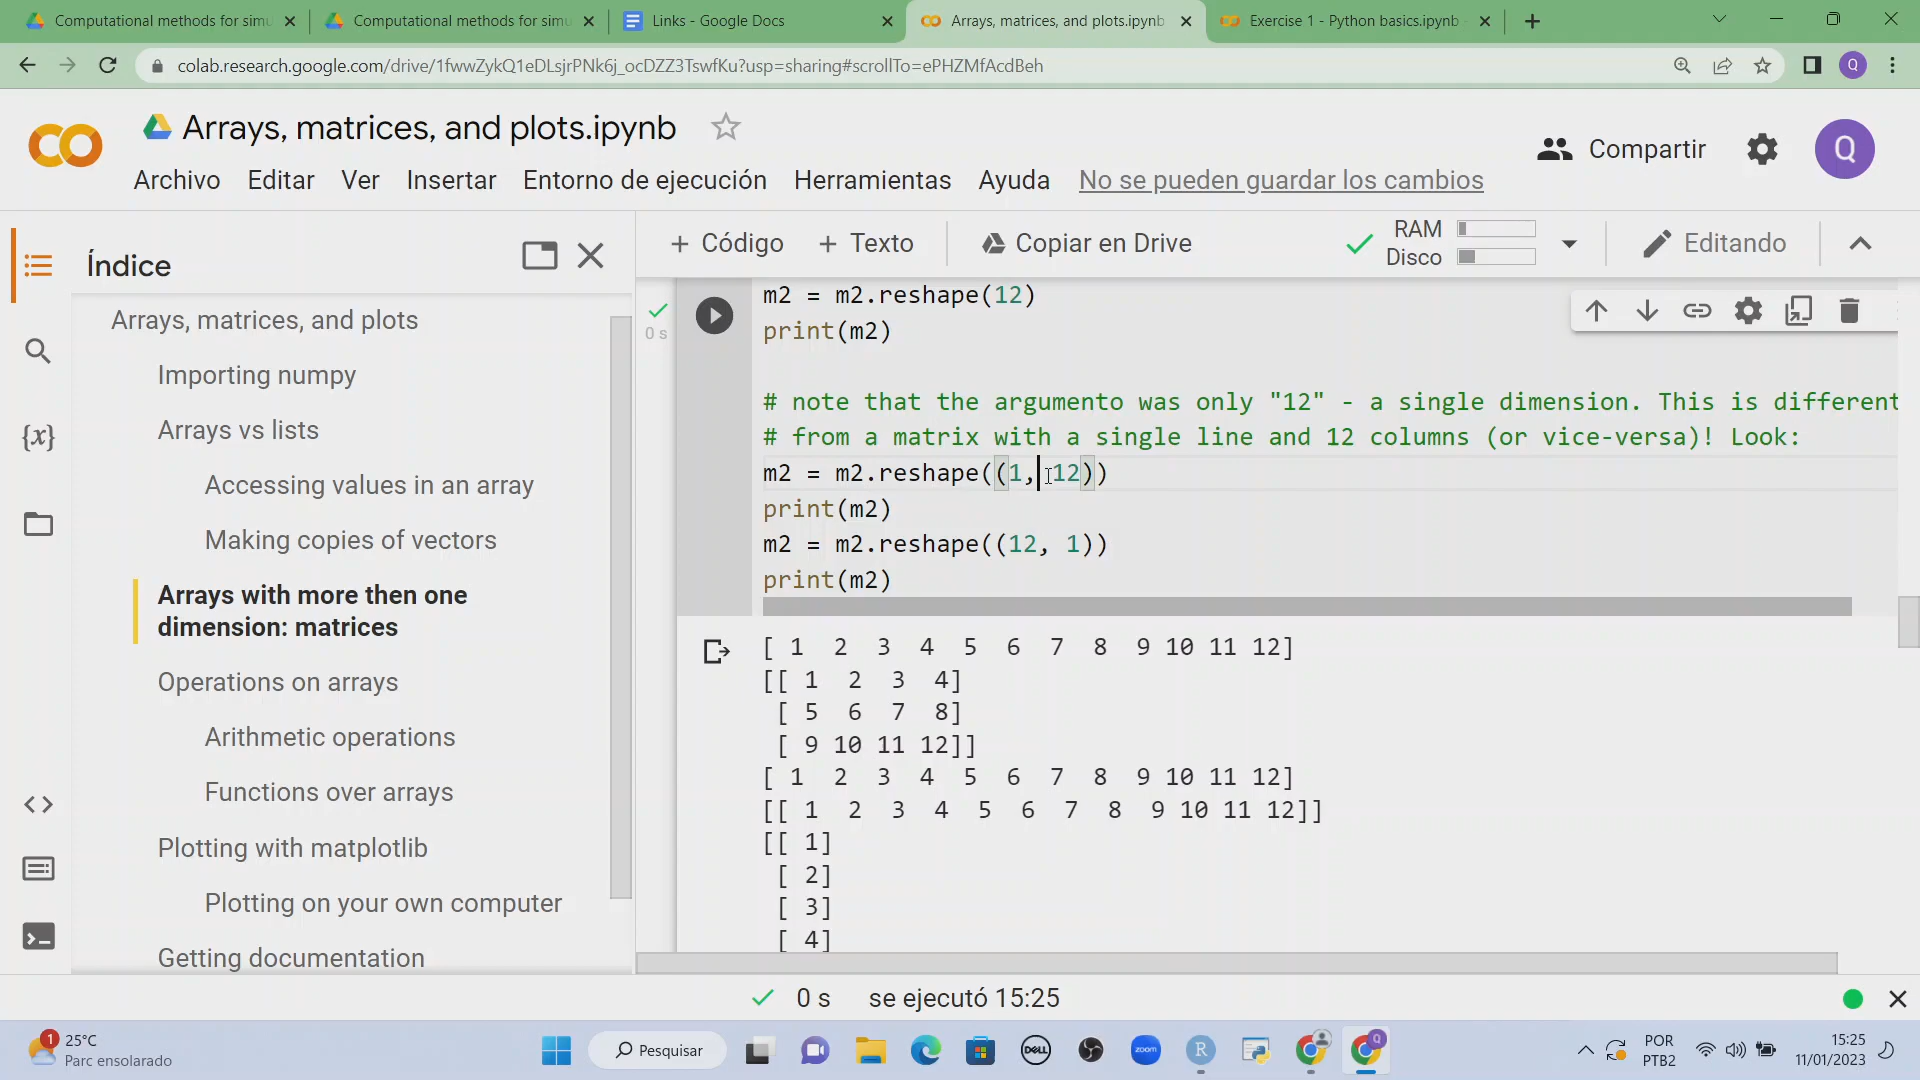 Computational methods for simu
Computational methods for simu
Links - Google Docs
Arrays, matrices, and plots.ipynb
Exercise 1 - Python basics.ipynb
colab.research.google.com/drive/1fwwZykQ1eDLsjrPNk6j_ocDZZ3TswfKu?usp=sharing#scrollTo=ePHZMfAcdBeh
Q
Arrays, matrices, and plots.ipynb
Compartir
Q
Archivo Editar Ver Insertar Entorno de ejecución Herramientas Ayuda No se pueden guardar los cambios
Índice
+ Código + Texto Copiar en Drive
RAM
Disco
Editando
Arrays, matrices, and plots
Importing numpy
Arrays vs lists
Accessing values in an array
Making copies of vectors
Arrays with more then one
dimension: matrices
Operations on arrays
Arithmetic operations
Functions over arrays
Plotting with matplotlib
Plotting on your own computer
Getting documentation
{x}
0 s
m2 = m2.reshape(12)
print(m2)
# note that the argumento was only "12" - a single dimension. This is different
# from a matrix with a single line and 12 columns (or vice-versa)! Look:
m2 = m2.reshape((1, 12))
print(m2)
m2 = m2.reshape((12, 1))
print(m2)
[ 1 2 3 4 5 6 7 8 9 10 11 12]
[[ 1 2 3 4]
[ 5 6 7 8]
[ 9 10 11 12]]
[ 1 2 3 4 5 6 7 8 9 10 11 12]
[[ 1 2 3 4 5 6 7 8 9 10 11 12]]
[[ 1]
[ 2]
[ 3]
[ 4]
0 s se ejecutó 15:25
1
25°C
Parc ensolarado
Pesquisar
DELL
zoom
R
Q
POR
PTB2
15:25
11/01/2023